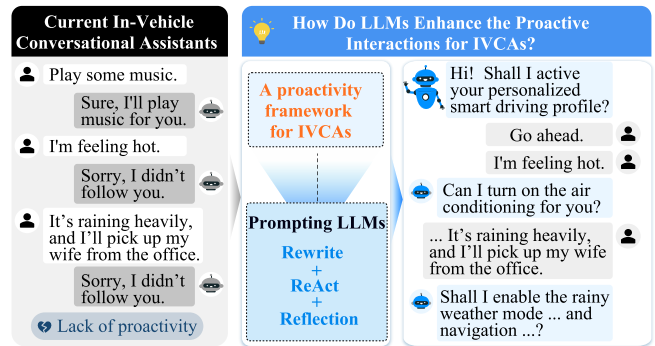 Current In-Vehicle
Conversational Assistants
Play some music.
Sure, I'll play
music for you.
I'm feeling hot.
Sorry, I didn't
follow you.
It's raining heavily,
and I'll pick up my
wife from the office.
Sorry, I didn't
follow you.
Lack of proactivity
How Do LLMs Enhance the Proactive
Interactions for IVCAs?
A proactivity
framework
for IVCAs
Prompting LLMs
Rewrite
+
ReAct
+
Reflection
Hi! Shall I active
your personalized
smart driving profile?
Go ahead.
I'm feeling hot.
Can I turn on the air
conditioning for you?
... It's raining heavily,
and I'll pick up my wife
from the office.
Shall I enable the rainy
weather mode ... and
navigation ...?